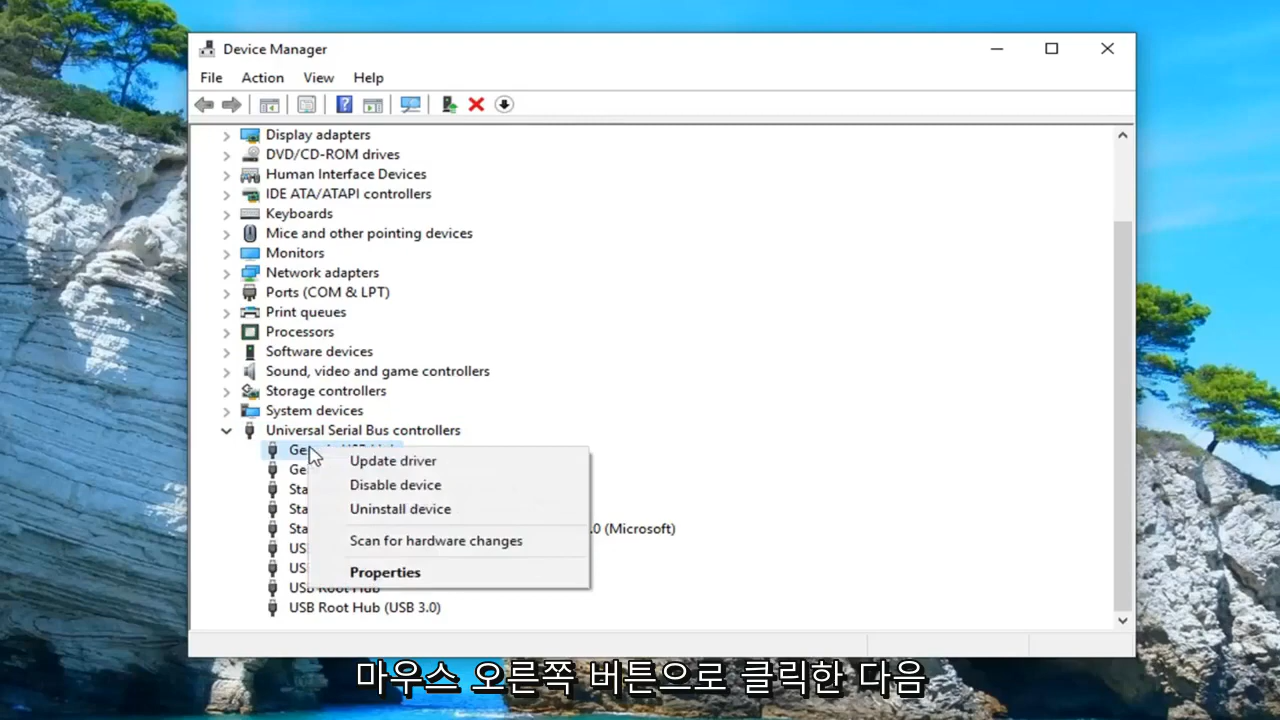 Device Manager
File Action View Help
Display adapters
DVD/CD-ROM drives
Human Interface Devices
IDE ATA/ATAPI controllers
Keyboards
Mice and other pointing devices
Monitors
Network adapters
Ports (COM & LPT)
Print queues
Processors
Software devices
Sound, video and game controllers
Storage controllers
System devices
Universal Serial Bus controllers
Update driver
Disable device
Uninstall device
.0 (Microsoft)
Scan for hardware changes
Properties
USB Root Hub
USB Root Hub (USB 3.0)
마우스 오른쪽 버튼으로 클릭한 다음